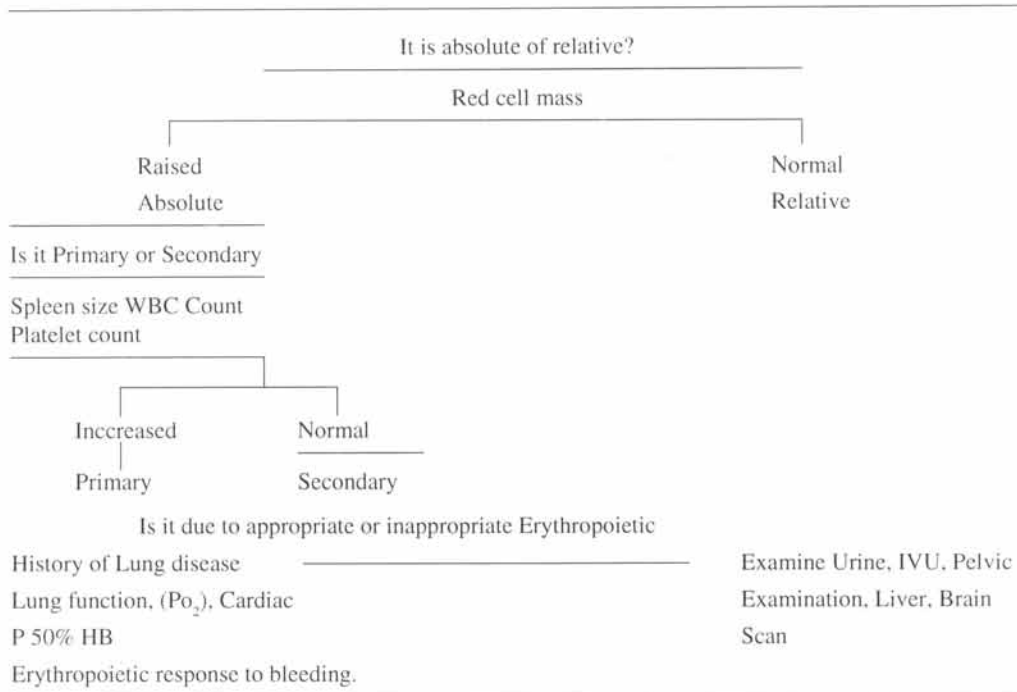 It is absolute of relative?
Red cell mass
Raised
Normal
Absolute
Relative
Is it Primary or Secondary
Spleen size WBC Count
Platelet count
Inccreased
Normal
Primary
Secondary
Is it due to appropriate or inappropriate Erythropoietic
History of Lung disease
Examine Urine, IVU, Pelvic
Lung function, (Po₂), Cardiac
Examination, Liver, Brain
P 50% HB
Scan
Erythropoietic response to bleeding.